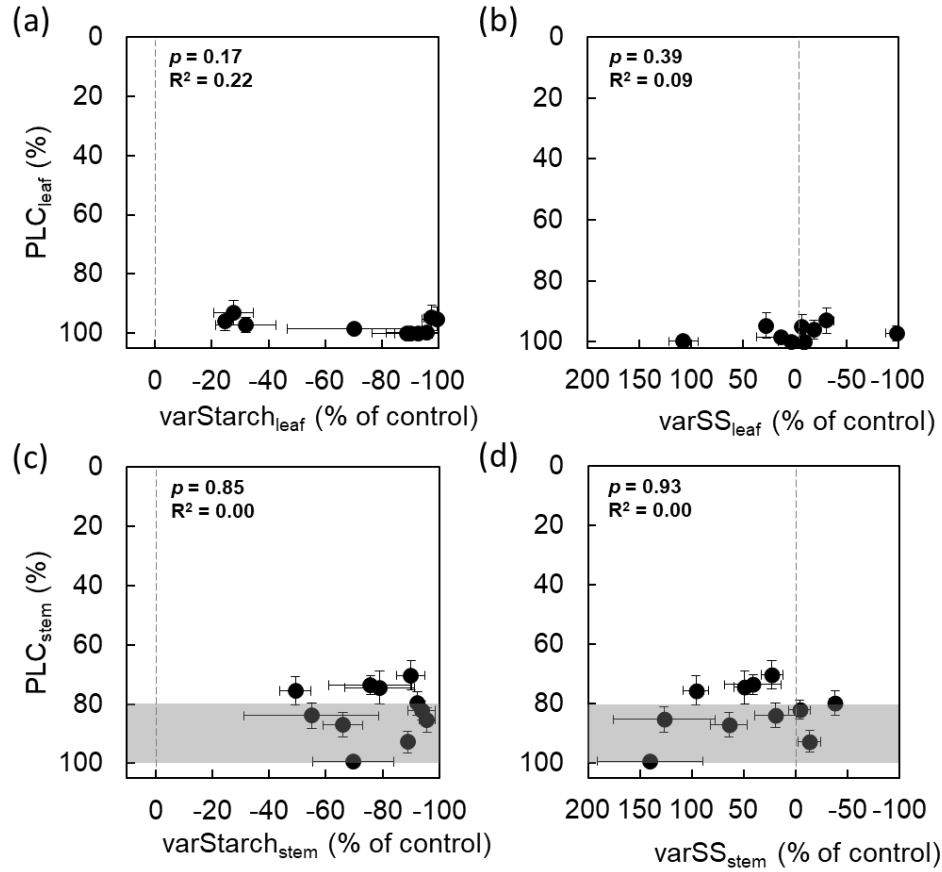 (a)
p = 0.17
R² = 0.22
0
20
40
60
80
100
PLCleaf (%)
0 -20 -40 -60 -80 -100
varStarchleaf (% of control)
(b)
p = 0.39
R² = 0.09
0
20
40
60
80
100
200 150 100 50 0 -50 -100
varSSleaf (% of control)
(c)
p = 0.85
R² = 0.00
0
20
40
60
80
100
PLCstem (%)
0 -20 -40 -60 -80 -100
varStarchstem (% of control)
(d)
p = 0.93
R² = 0.00
0
20
40
60
80
100
200 150 100 50 0 -50 -100
varSSstem (% of control)